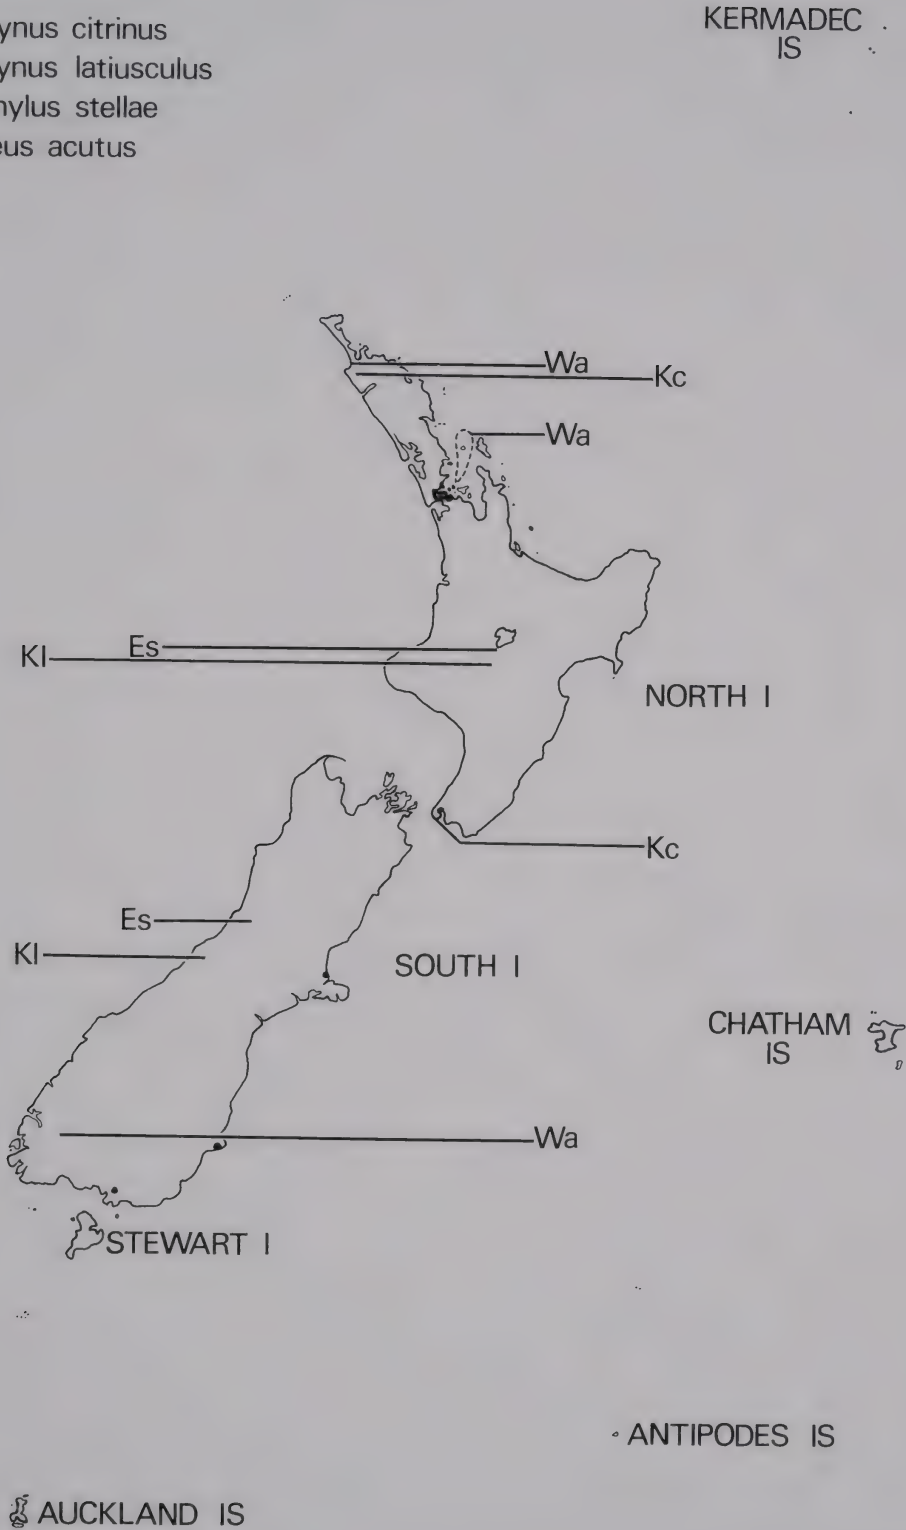 ynus citrinus
ynus latiusculus
hylus stellae
eus acutus
KERMADEC
IS
Wa
Kc
Wa
Es
Kl
NORTH I
Kc
Es
Kl
SOUTH I
CHATHAM
IS
Wa
STEWART I
ANTIPODES IS
AUCKLAND IS